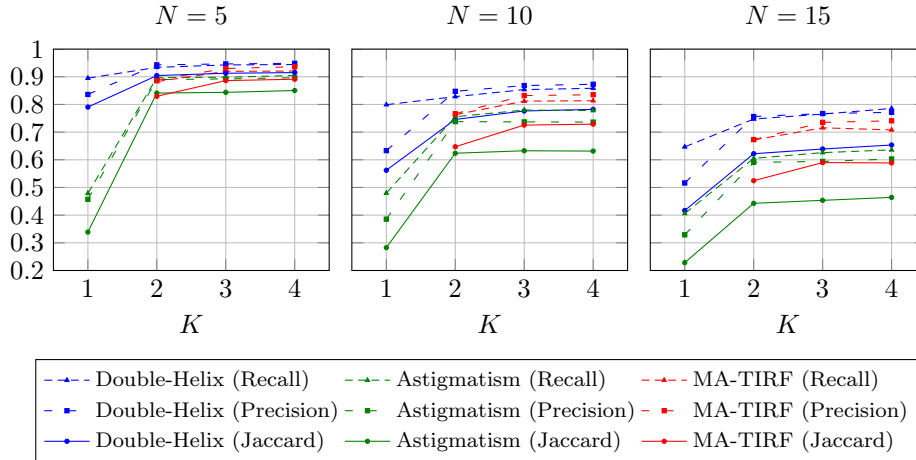 N = 5
N = 10
N = 15
1
0.9
0.8
0.7
0.6
0.5
0.4
0.3
0.2
1 2 3 4
1 2 3 4
1 2 3 4
K
K
K
Double-Helix (Recall) Astigmatism (Recall) MA-TIRF (Recall)
Double-Helix (Precision) Astigmatism (Precision) MA-TIRF (Precision)
Double-Helix (Jaccard) Astigmatism (Jaccard) MA-TIRF (Jaccard)